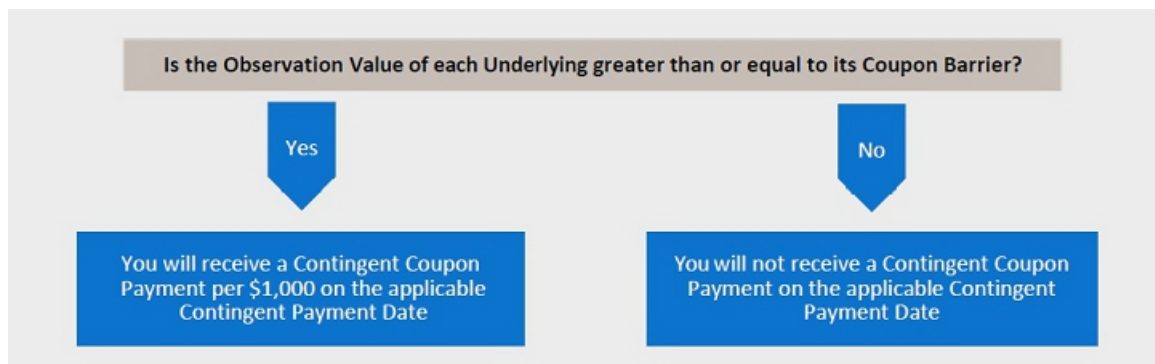 Is the Observation Value of each Underlying greater than or equal to its Coupon Barrier?
Yes
No
You will receive a Contingent Coupon
Payment per $1,000 on the applicable
Contingent Payment Date
You will not receive a Contingent Coupon
Payment on the applicable Contingent
Payment Date